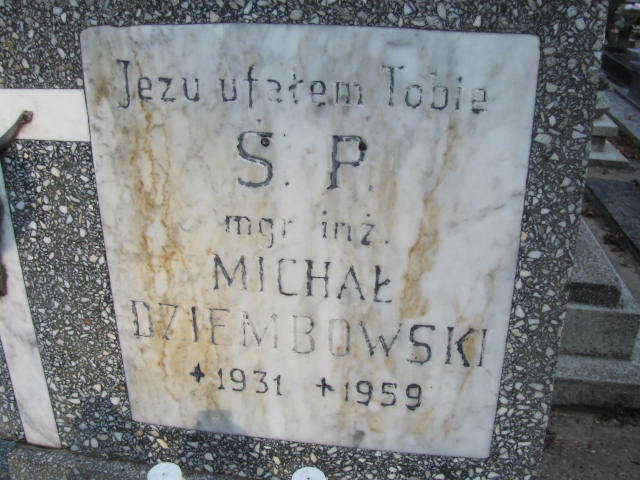 Jezu ufałem Tobie
Ś. P.
mgr inż.
MICHAŁ
DZIEMBOWSKI
* 1931 + 1959